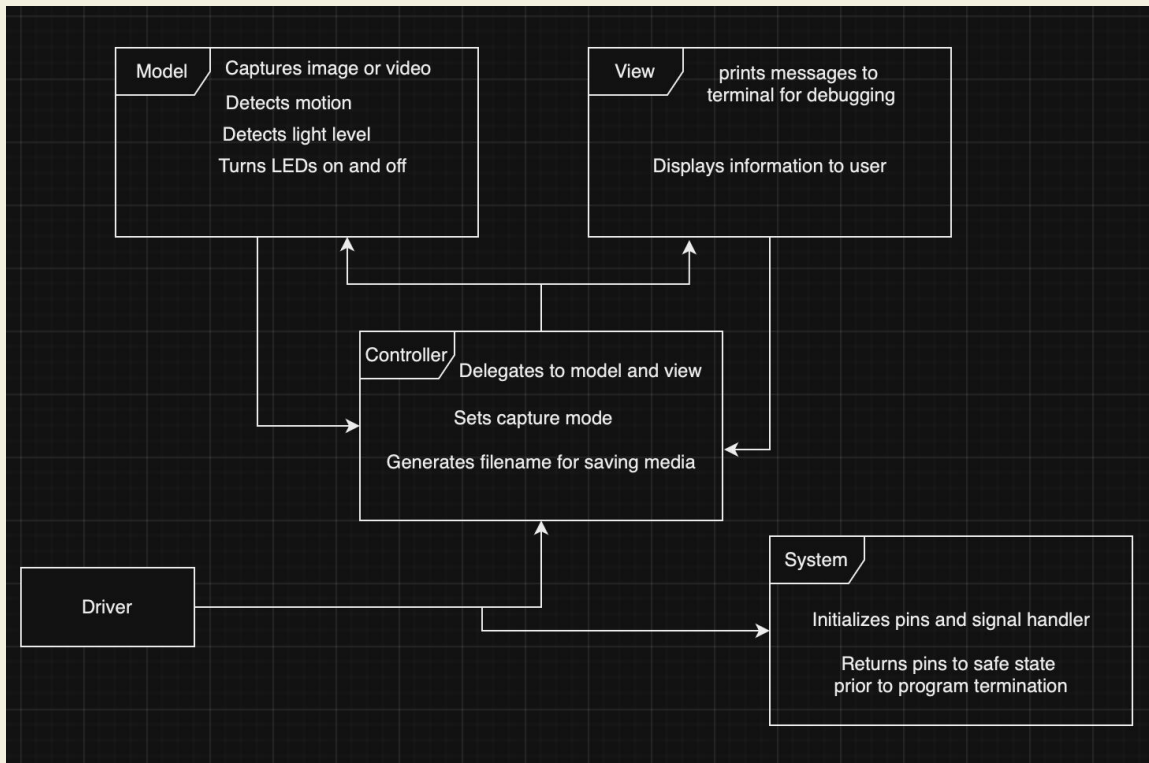 Model
Captures image or video
Detects motion
Detects light level
Turns LEDs on and off
View
prints messages to
terminal for debugging
Displays information to user
Controller
Delegates to model and view
Sets capture mode
Generates filename for saving media
Driver
System
Initializes pins and signal handler
Returns pins to safe state
prior to program termination